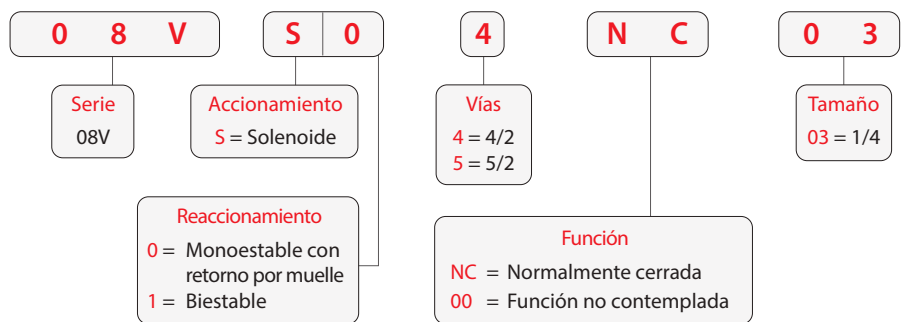 0 8 V S 0 4 N C 0 3
Serie
08V
Accionamiento
S = Solenoide
Vías
4 = 4/2
5 = 5/2
Tamaño
03 = 1/4
Reaccionamiento
0 = Monoestable con
retorno por muelle
1 = Biestable
Función
NC = Normalmente cerrada
00 = Función no contemplada